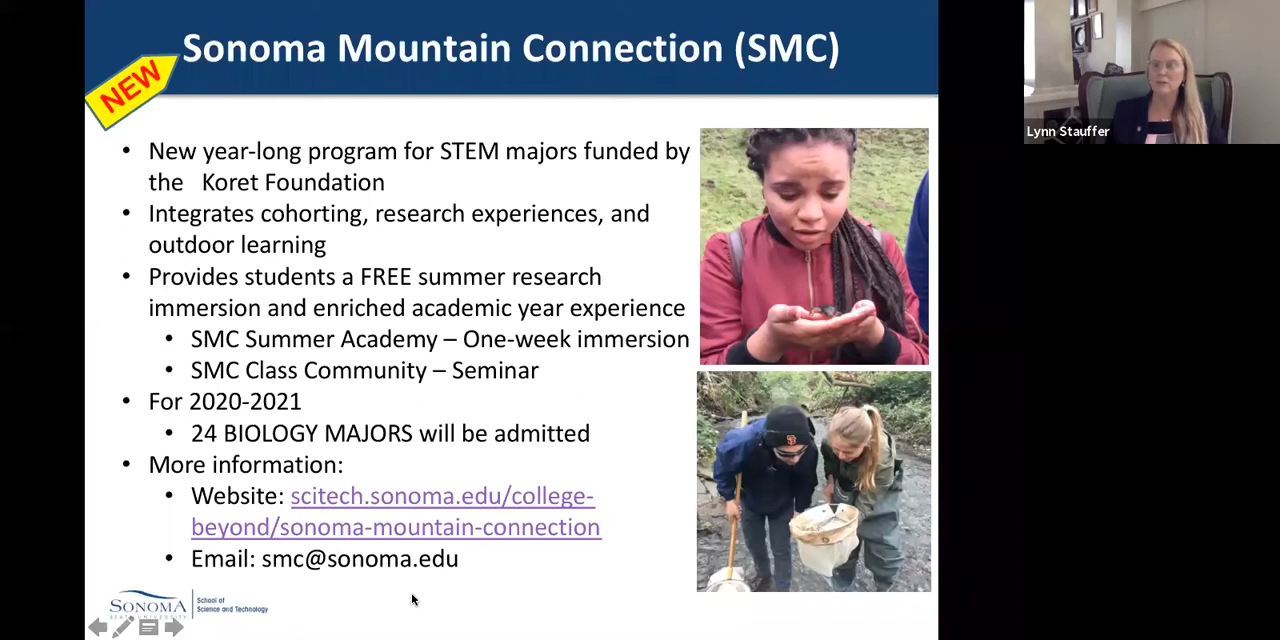 Sonoma Mountain Connection (SMC)
NEW
• New year-long program for STEM majors funded by
the Koret Foundation
• Integrates cohorting, research experiences, and
outdoor learning
• Provides students a FREE summer research
immersion and enriched academic year experience
• SMC Summer Academy – One-week immersion
• SMC Class Community – Seminar
• For 2020-2021
• 24 BIOLOGY MAJORS will be admitted
• More information:
• Website: scitech.sonoma.edu/college-
beyond/sonoma-mountain-connection
• Email: smc@sonoma.edu
SONOMA
STATE UNIVERSITY
School of
Science and Technology
Lynn Stauffer
SF